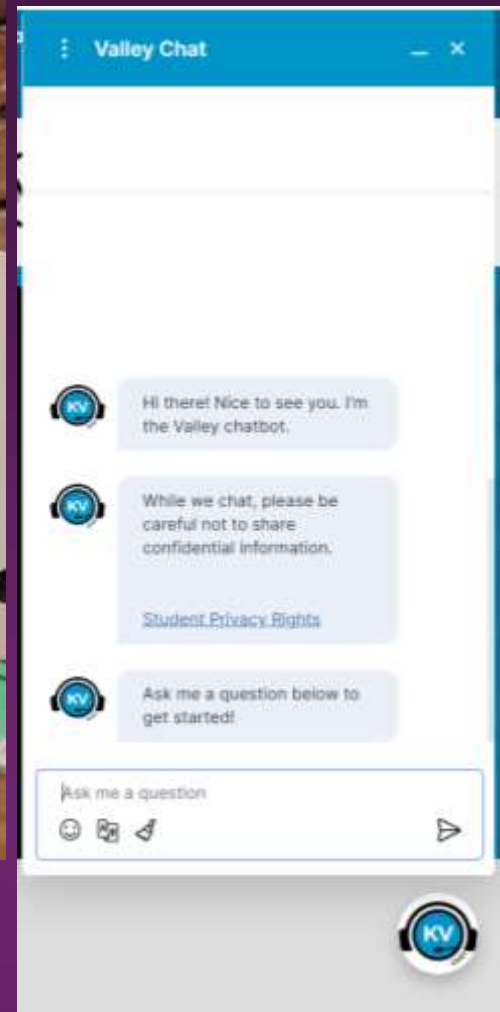 Valley Chat
KV
Hi there! Nice to see you. I'm
the Valley chatbot.
KV
While we chat, please be
careful not to share
confidential information.
Student Privacy Rights
KV
Ask me a question below to
get started!
Ask me a question
KV